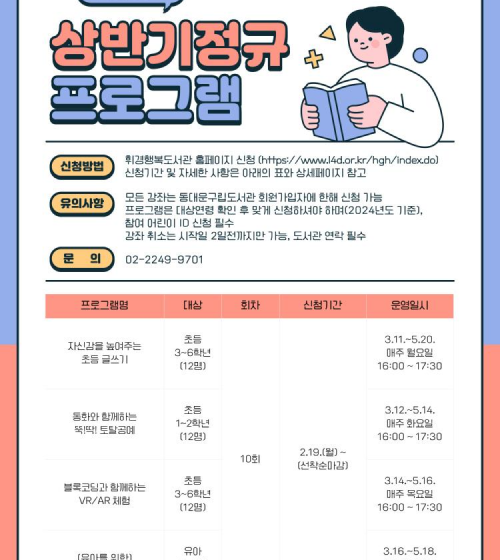 상반기정규
프로그램
신청방법
휘경행복도서관 홈페이지 신청 (https://www.l4d.or.kr/hgh/index.do)
신청기간 및 자세한 사항은 아래의 표와 상세페이지 참고
유의사항
모든 강좌는 동대문구립도서관 회원가입자에 한해 신청 가능
프로그램은 대상연령 확인 후 맞게 신청하셔야 하며(2024년도 기준),
참여 어린이 ID 신청 필수
강좌 취소는 시작일 2일전까지만 가능, 도서관 연락 필수
문 의
02-2249-9701
프로그램명 대상 회차 신청기간 운영일시
자신감을 높여주는
초등 글쓰기
초등
3~6학년
(12명)
3.11.~5.20.
매주 월요일
16:00 ~ 17:30
동화와 함께하는
뚝!딱! 토탈공예
초등
1~2학년
(12명)
3.12.~5.14.
매주 화요일
16:00 ~ 17:30
10회
2.19.(월) ~
(선착순마감)
블록코딩과 함께하는
VR/AR 체험
초등
3~6학년
(12명)
3.14.~5.16.
매주 목요일
16:00 ~ 17:30
유아
3.16.~5.18.